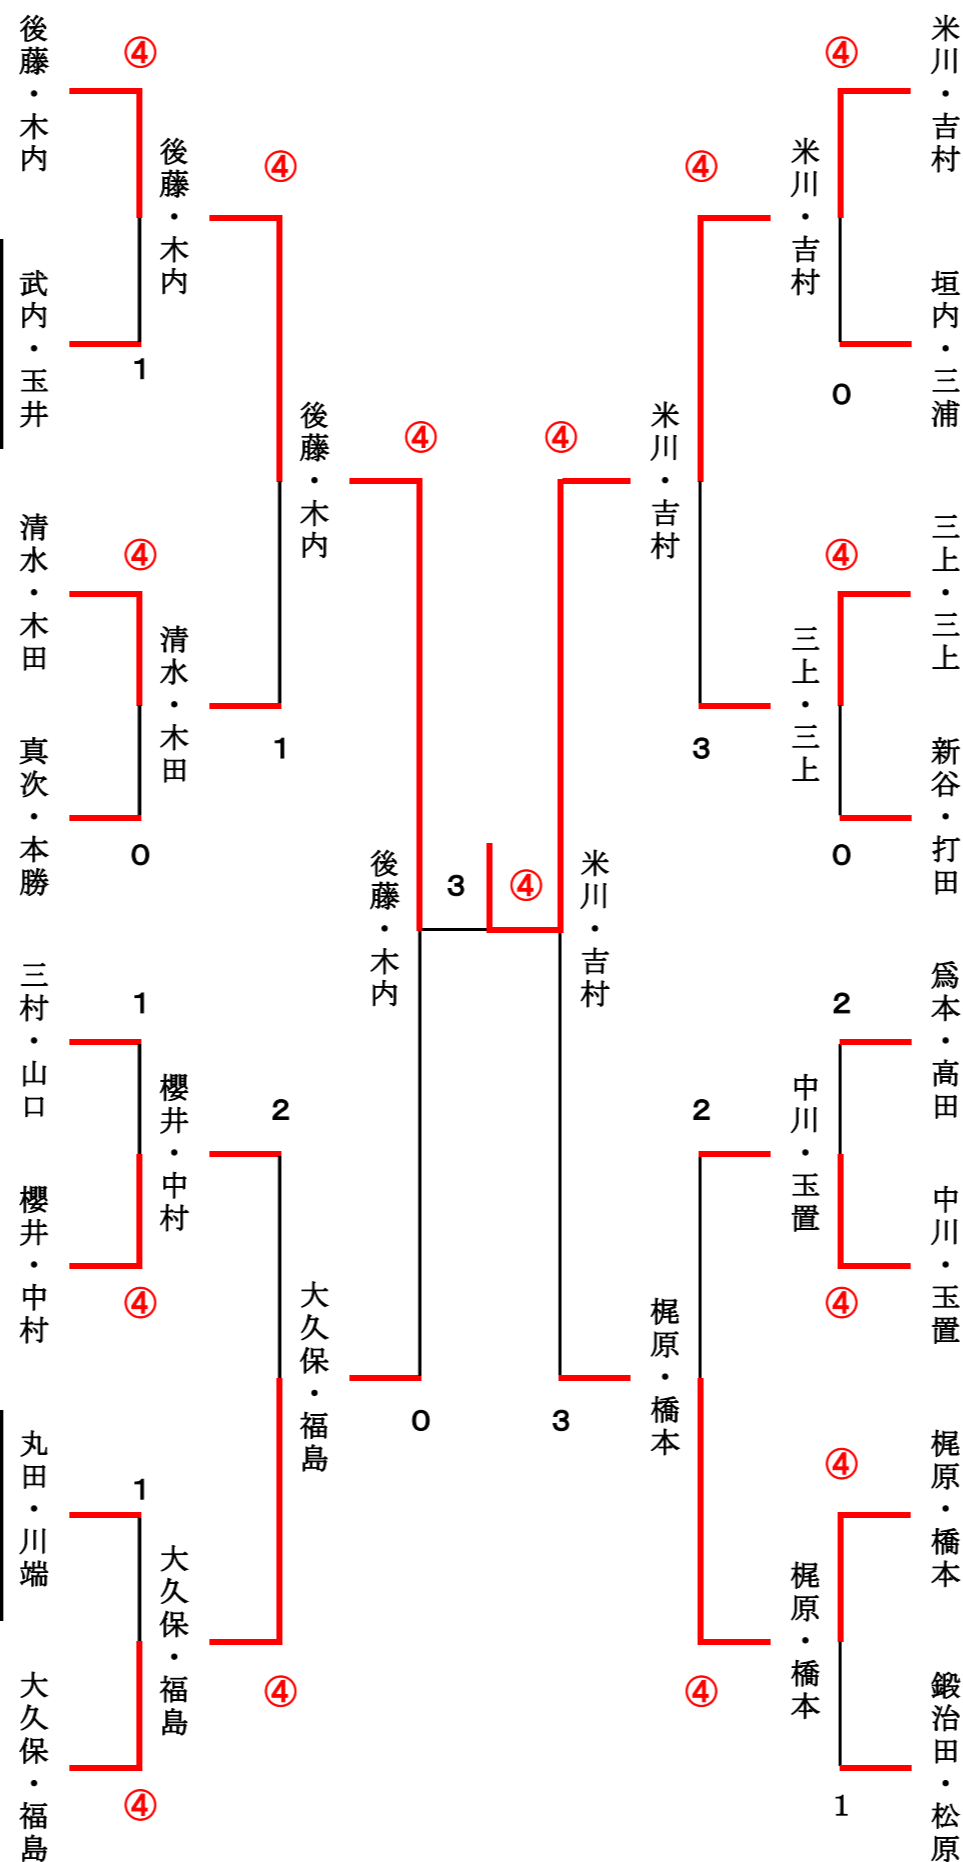 後藤・木内
④
武内・玉井
1
後藤・木内
④
清水・木田
④
真次・本勝
0
清水・木田
1
後藤・木内
④
三村・山口
1
櫻井・中村
④
櫻井・中村
2
丸田・川端
1
大久保・福島
④
大久保・福島
④
大久保・福島
0
後藤・木内
3
④
米川・吉村
米川・吉村
④
垣内・三浦
0
米川・吉村
④
三上・三上
④
新谷・打田
0
三上・三上
3
米川・吉村
④
爲本・高田
2
中川・玉置
④
中川・玉置
2
梶原・橋本
④
鍛治田・松原
1
梶原・橋本
④
梶原・橋本
3